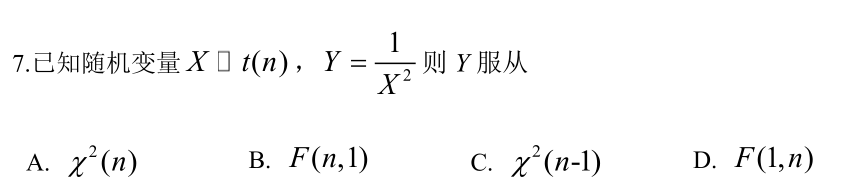 7.已知随机变量 X □ t(n)，Y = 1/X² 则 Y 服从
A. χ²(n) B. F(n,1) C. χ²(n-1) D. F(1,n)